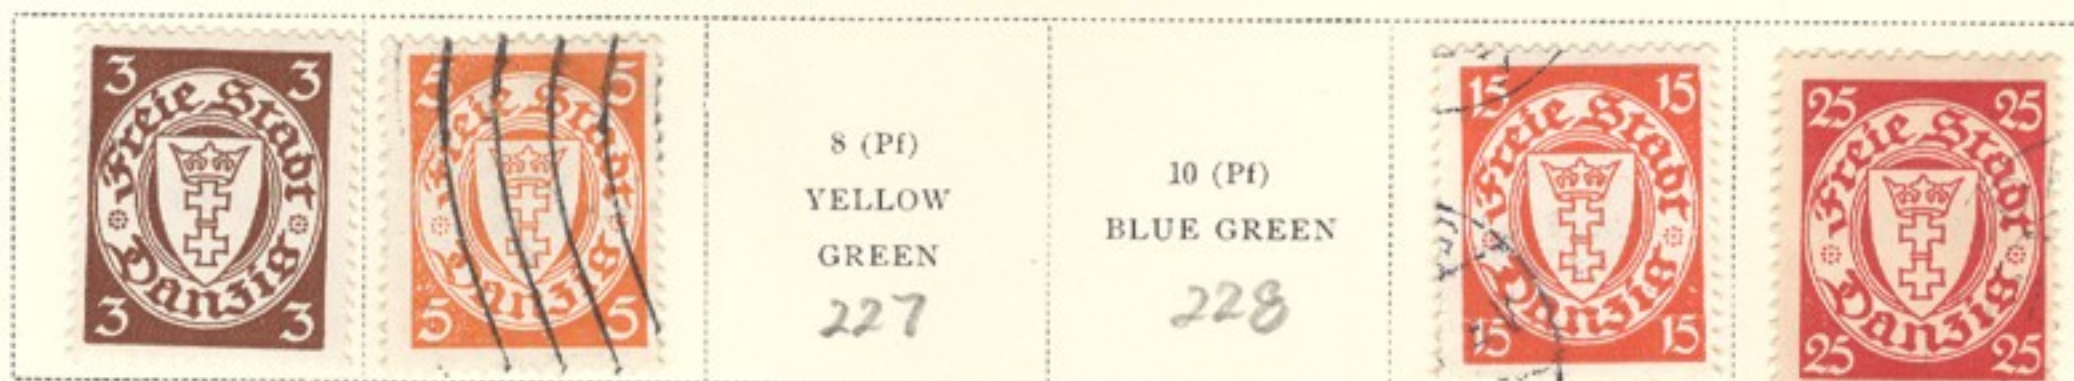 3 3
Freie Stadt
Danzig
3 3
5 5
Freie Stadt
Danzig
5 5
8 (Pf)
YELLOW
GREEN
227
10 (Pf)
BLUE GREEN
228
15 15
Freie Stadt
Danzig
15 15
25 25
Freie Stadt
Danzig
25 25